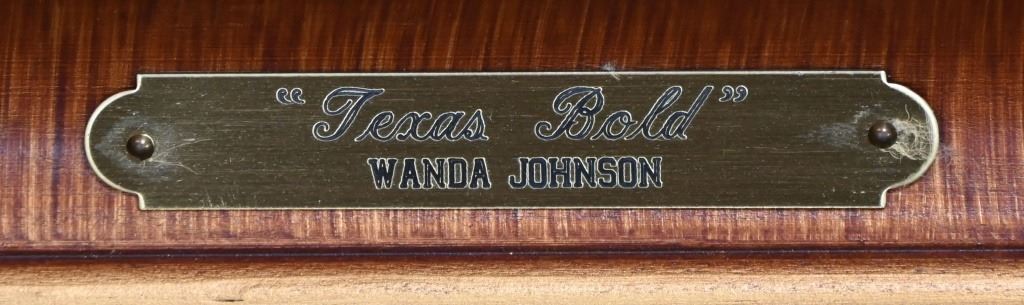 “Texas Bold”
WANDA JOHNSON